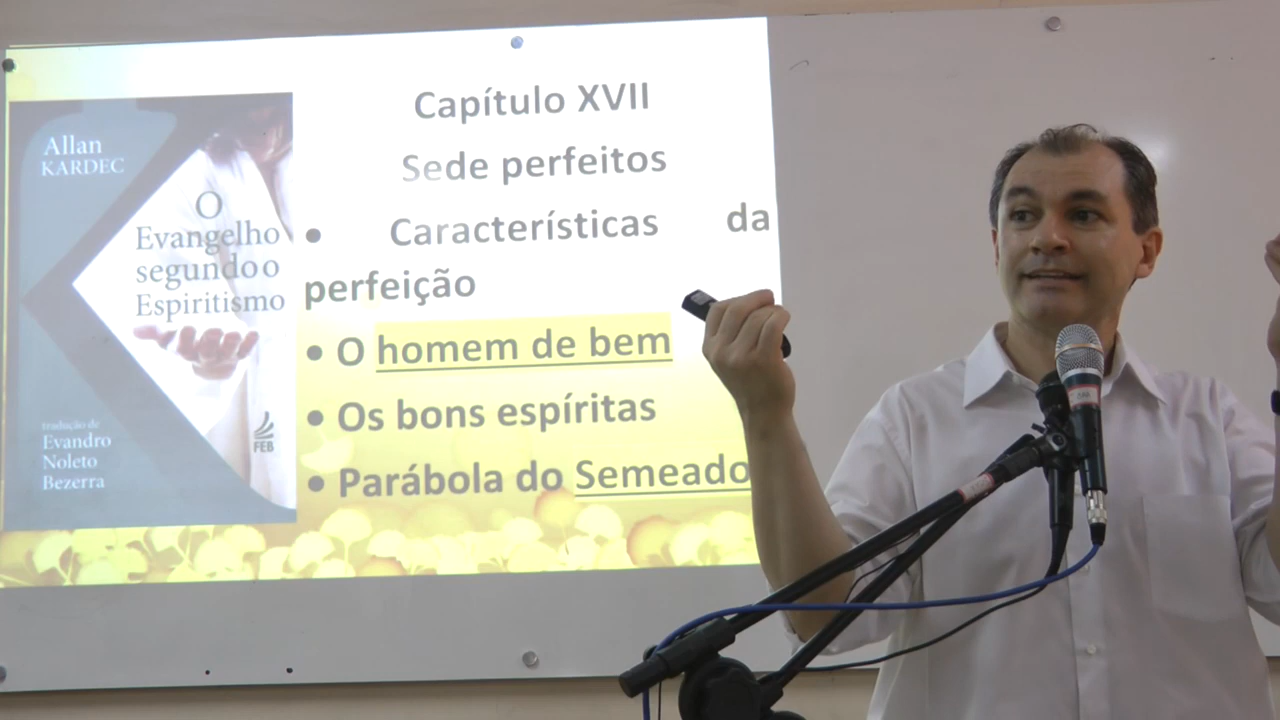 Allan
KARDEC
O
Evangelho
segundo o
Espiritismo
tradução de
Evandro
Noleto
Bezerra
FEB
Capítulo XVII
Sede perfeitos
• Características da
perfeição
• O homem de bem
• Os bons espíritas
• Parábola do Semeado